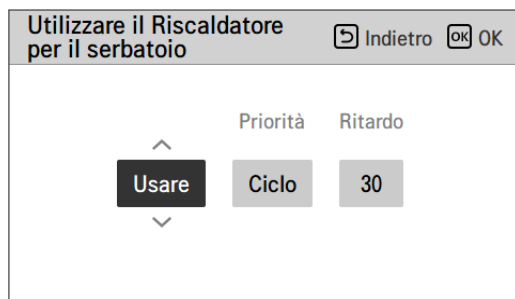 Utilizzare il Riscaldatore
per il serbatoio
Indietro OK OK
Priorità Ritardo
Usare Ciclo 30